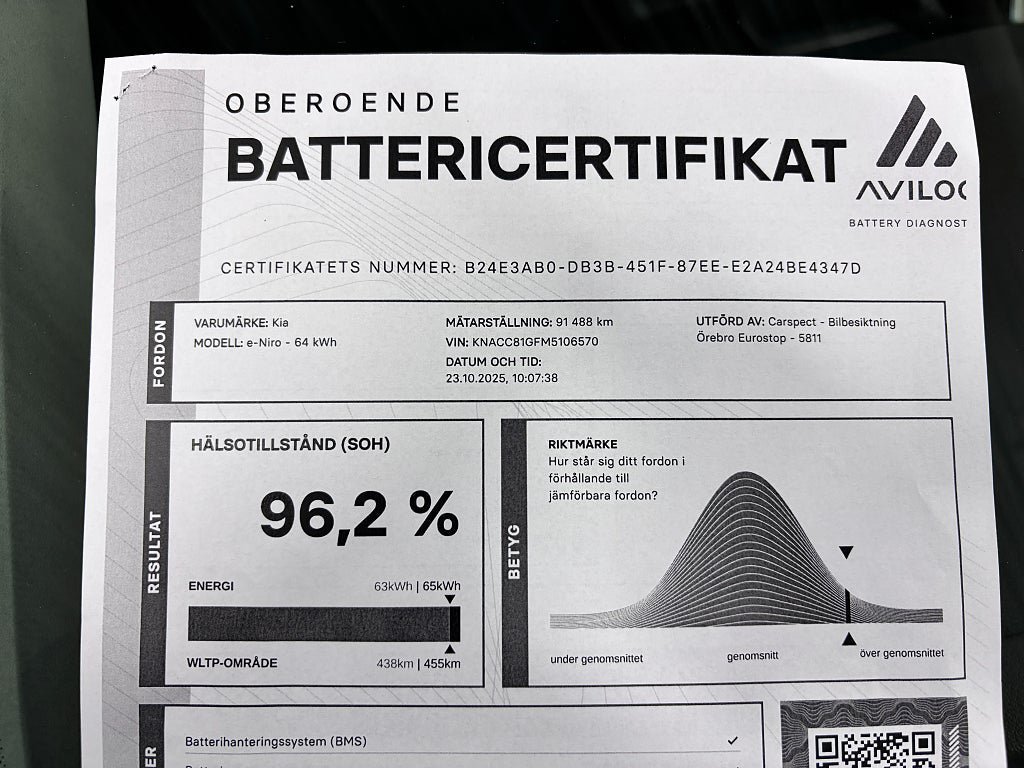 OBEROENDE
BATTERICERTIFIKAT
AVILOO
BATTERY DIAGNOST
CERTIFIKATETS NUMMER: B24E3AB0-DB3B-451F-87EE-E2A24BE4347D
FORDON
VARUMÄRKE: Kia
MODELL: e-Niro - 64 kWh
MÄTARSTÄLLNING: 91 488 km
VIN: KNACC81GFM5106570
DATUM OCH TID:
23.10.2025, 10:07:38
UTFÖRD AV: Carspect - Bilbesiktning
Örebro Eurostop - 5811
RESULTAT
HÄLSOTILLSTÅND (SOH)
96,2 %
ENERGI 63kWh | 65kWh
WLTP-OMRÅDE 438km | 455km
BETYG
RIKTMÄRKE
Hur står sig ditt fordon i
förhållande till
jämförbara fordon?
under genomsnittet genomsnitt över genomsnittet
ER
Batterihanteringssystem (BMS) ✓